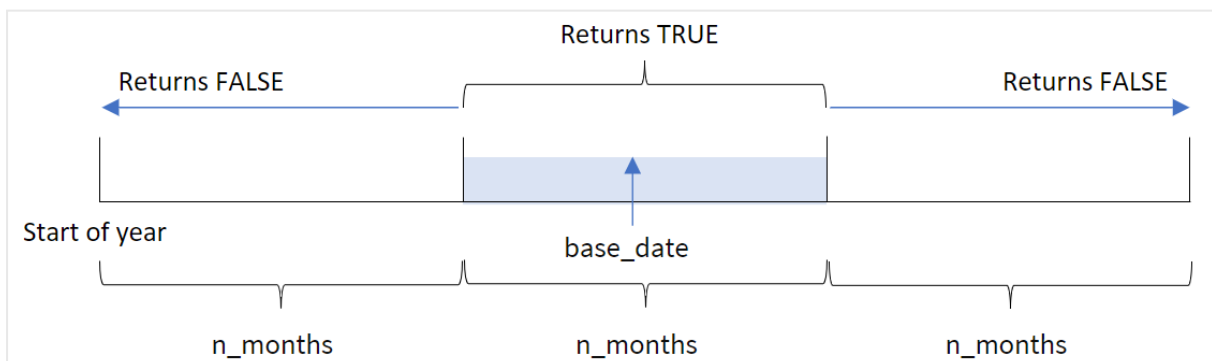 Returns TRUE
Returns FALSE
Returns FALSE
Start of year
base_date
n_months
n_months
n_months